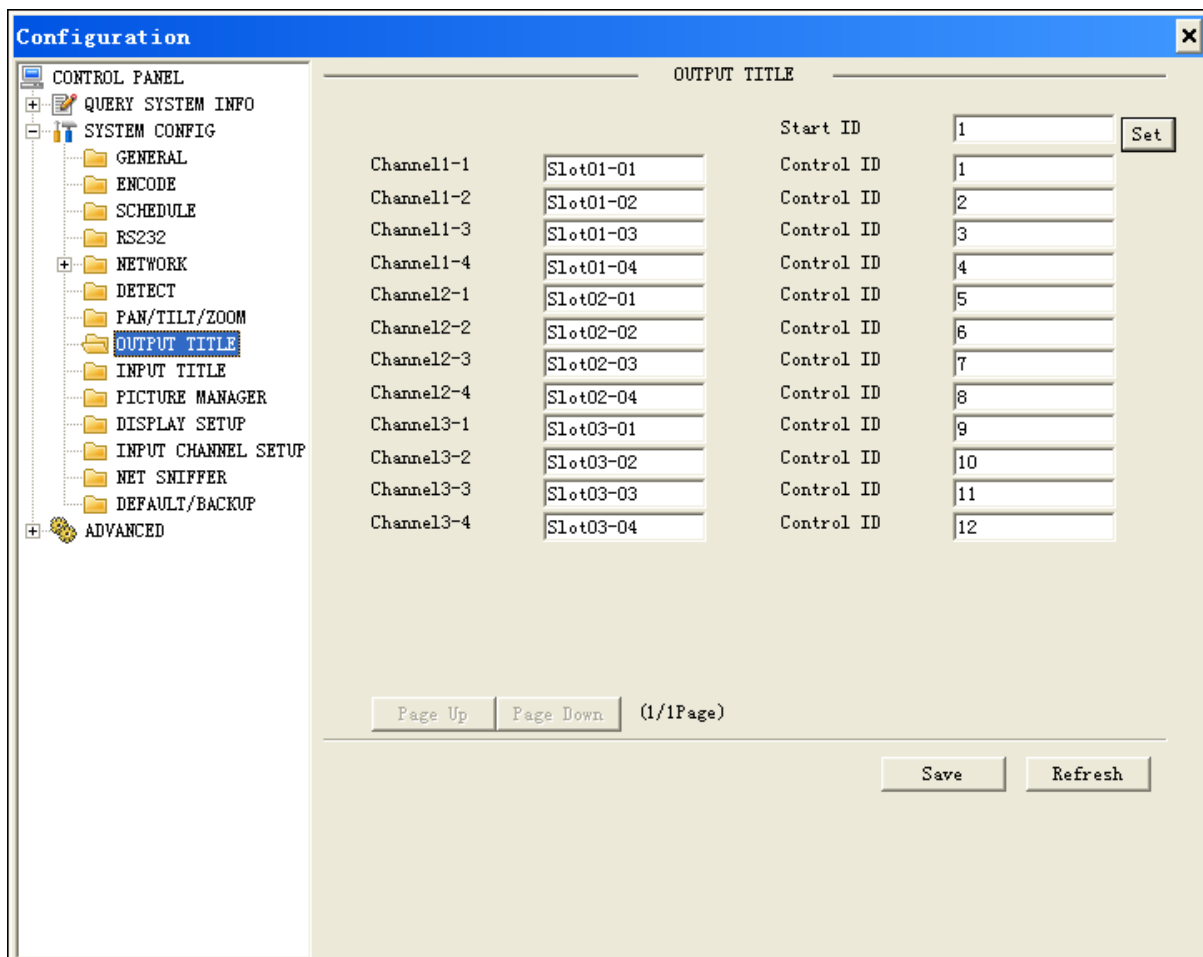 Configuration
CONTROL PANEL
QUERY SYSTEM INFO
SYSTEM CONFIG
GENERAL
ENCODE
SCHEDULE
RS232
NETWORK
DETECT
PAN/TILT/ZOOM
OUTPUT TITLE
INPUT TITLE
PICTURE MANAGER
DISPLAY SETUP
INPUT CHANNEL SETUP
NET SNIFFER
DEFAULT/BACKUP
ADVANCED
OUTPUT TITLE
Start ID 1 Set
Channel1-1 Slot01-01 Control ID 1
Channel1-2 Slot01-02 Control ID 2
Channel1-3 Slot01-03 Control ID 3
Channel1-4 Slot01-04 Control ID 4
Channel2-1 Slot02-01 Control ID 5
Channel2-2 Slot02-02 Control ID 6
Channel2-3 Slot02-03 Control ID 7
Channel2-4 Slot02-04 Control ID 8
Channel3-1 Slot03-01 Control ID 9
Channel3-2 Slot03-02 Control ID 10
Channel3-3 Slot03-03 Control ID 11
Channel3-4 Slot03-04 Control ID 12
Page Up Page Down (1/1Page)
Save Refresh